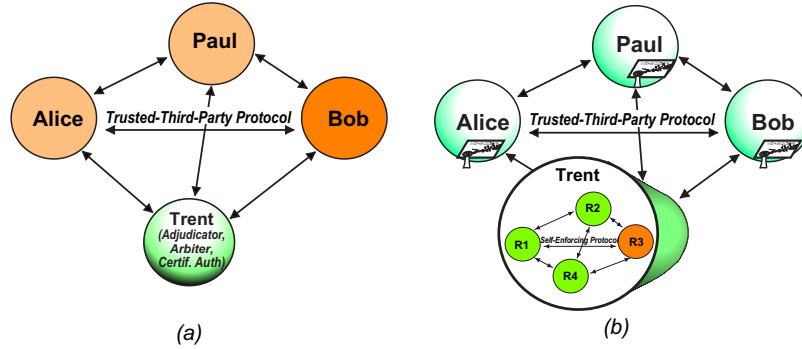 Paul
Alice
Trusted-Third-Party Protocol
Bob
Trent
(Adjudicator,
Arbiter,
Certif. Auth)
(a)
Paul
Alice
Trusted-Third-Party Protocol
Bob
Trent
R2
R1
Self-Enforcing Protocol
R3
R4
(b)